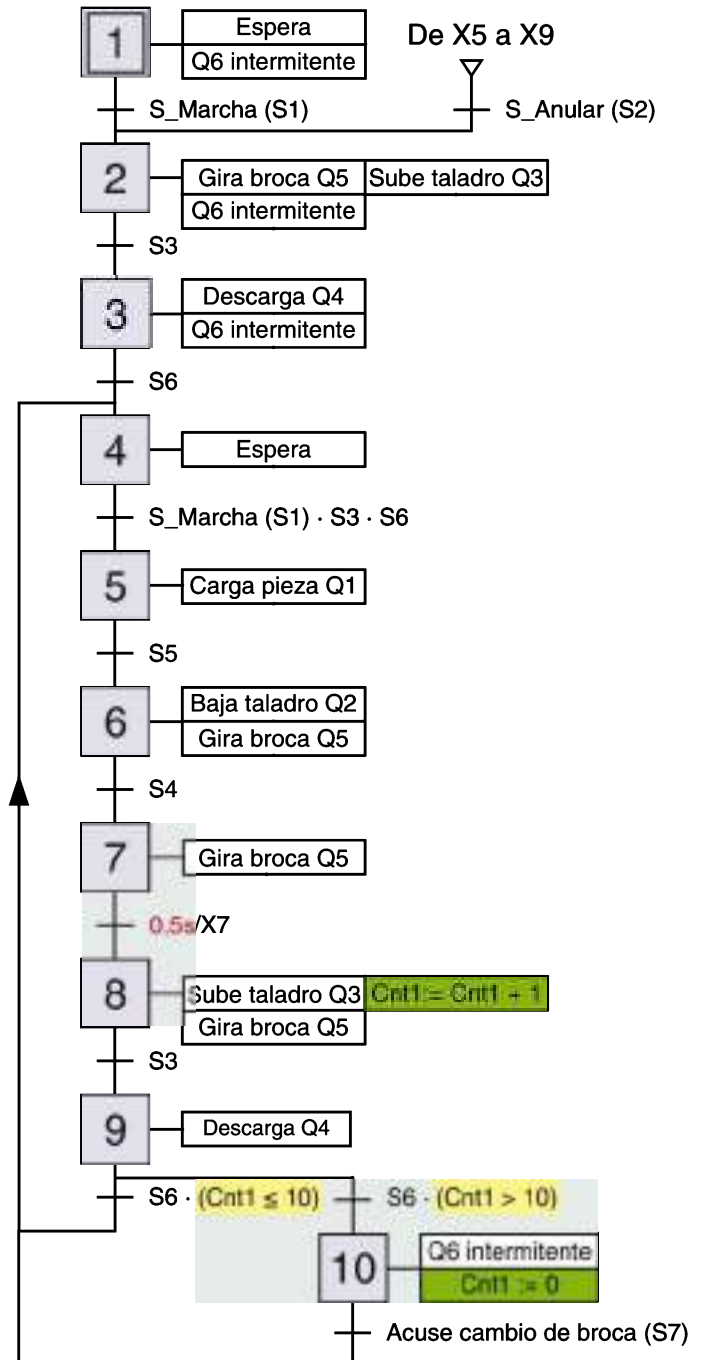 1
Espera
Q6 intermitente
De X5 a X9
S_Marcha (S1)
S_Anular (S2)
2
Gira broca Q5
Sube taladro Q3
Q6 intermitente
S3
3
Descarga Q4
Q6 intermitente
S6
4
Espera
S_Marcha (S1) · S3 · S6
5
Carga pieza Q1
S5
6
Baja taladro Q2
Gira broca Q5
S4
7
Gira broca Q5
0.5s/X7
8
Sube taladro Q3
Cnt1:= Cnt1 + 1
Gira broca Q5
S3
9
Descarga Q4
S6 · (Cnt1 ≤ 10)
S6 · (Cnt1 > 10)
10
Q6 intermitente
Cnt1 := 0
Acuse cambio de broca (S7)